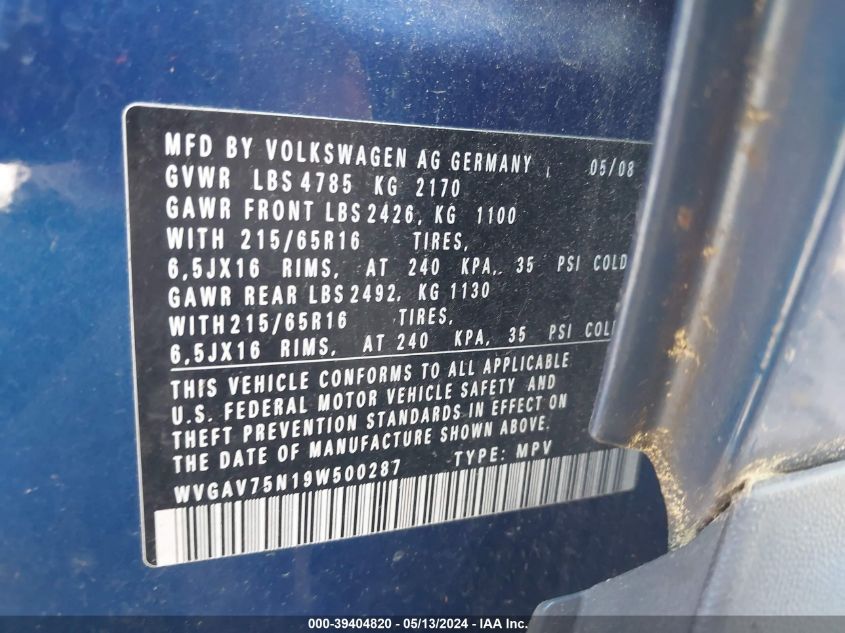 MFD BY VOLKSWAGEN AG GERMANY 05/08
GVWR LBS 4785 KG 2170
GAWR FRONT LBS 2426, KG 1100
WITH 215/65R16 TIRES,
6,5JX16 RIMS, AT 240 KPA, 35 PSI COLD
GAWR REAR LBS 2492, KG 1130
WITH 215/65R16 TIRES,
6,5JX16 RIMS, AT 240 KPA, 35 PSI COL
THIS VEHICLE CONFORMS TO ALL APPLICABLE
U.S. FEDERAL MOTOR VEHICLE SAFETY AND
THEFT PREVENTION STANDARDS IN EFFECT ON
THE DATE OF MANUFACTURE SHOWN ABOVE.
WVGAV75N19W500287 TYPE: MPV
000-39404820 - 05/13/2024 - IAA Inc.